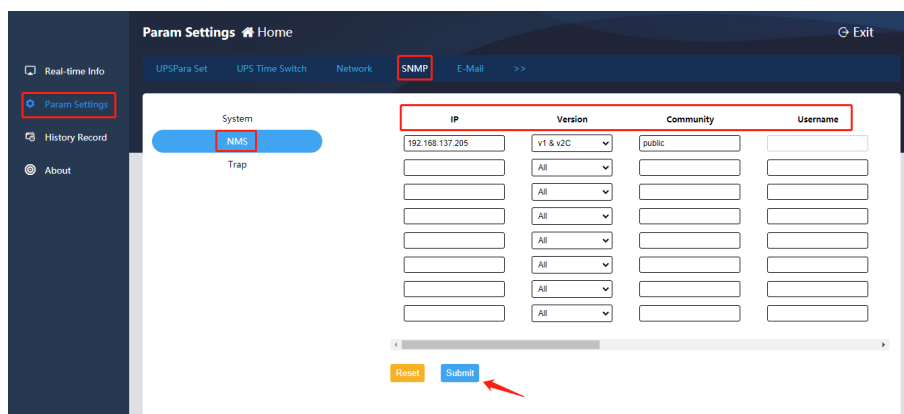 Param Settings Home Exit
UPSPara Set UPS Time Switch Network SNMP E-Mail >>
Real-time Info
Param Settings
History Record
About
System
NMS
Trap
IP Version Community Username
192.168.137.205 v1 & v2C public
All
All
All
All
All
All
All
Reset Submit